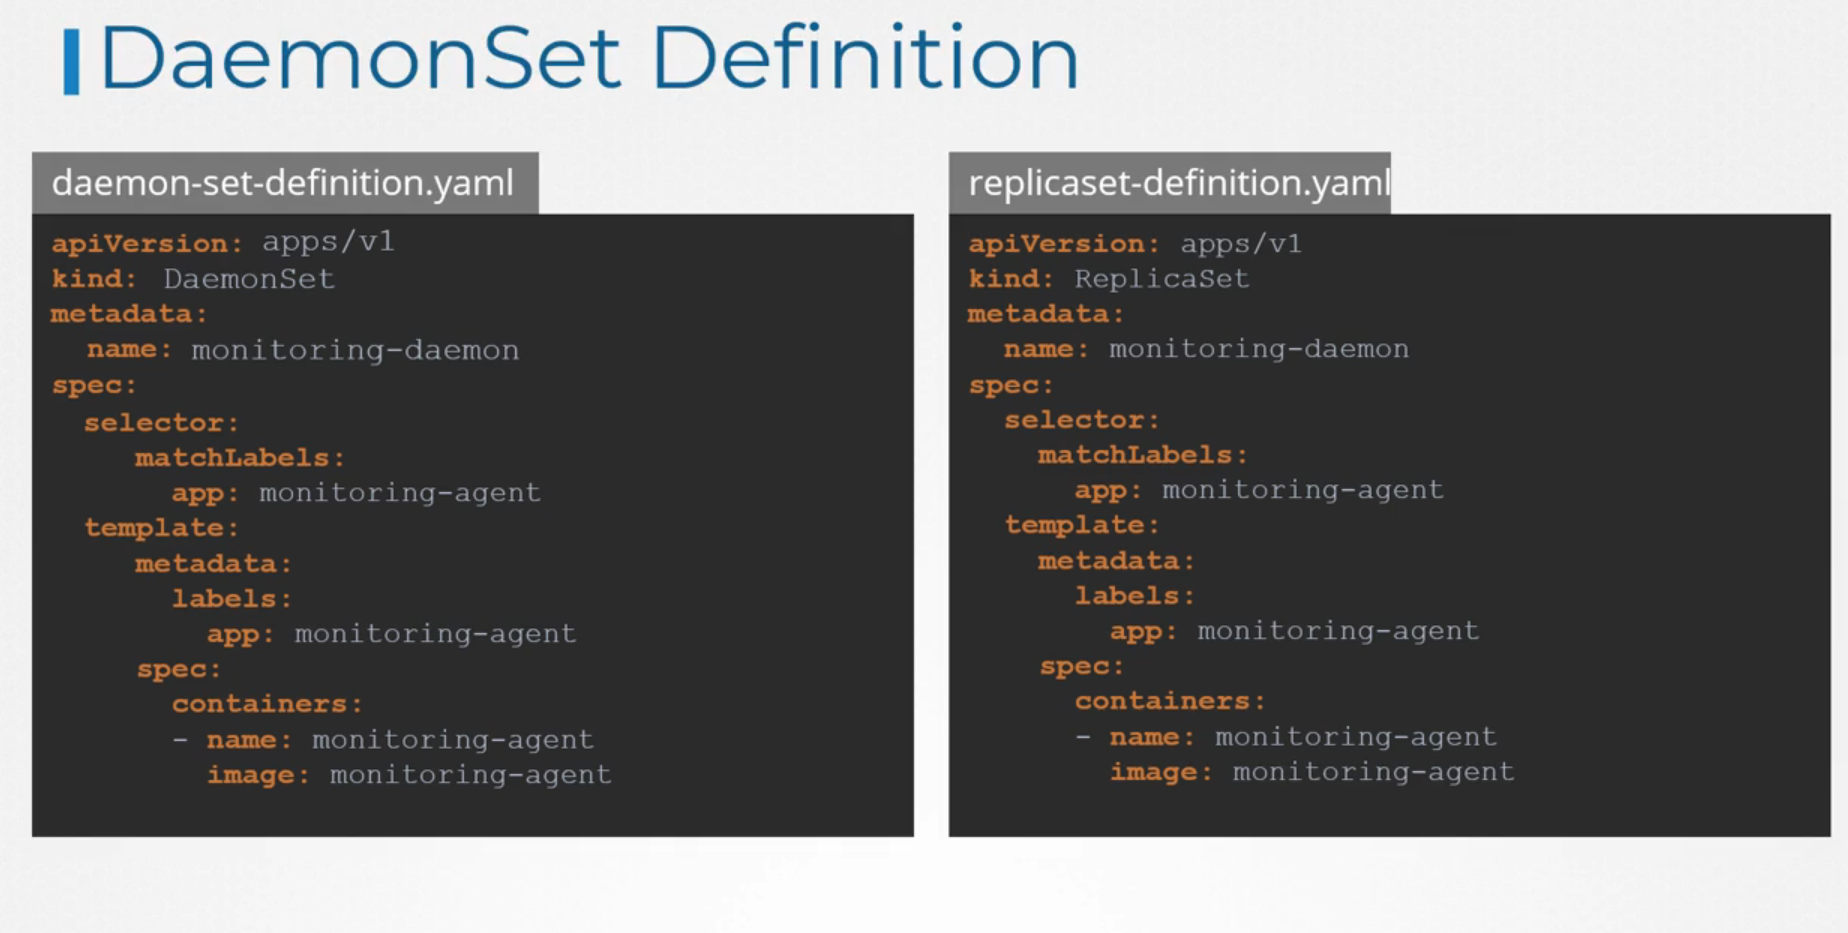 DaemonSet Definition
daemon-set-definition.yaml
apiVersion: apps/v1
kind: DaemonSet
metadata:
  name: monitoring-daemon
spec:
  selector:
    matchLabels:
      app: monitoring-agent
  template:
    metadata:
      labels:
        app: monitoring-agent
    spec:
      containers:
      - name: monitoring-agent
        image: monitoring-agent
replicaset-definition.yaml
apiVersion: apps/v1
kind: ReplicaSet
metadata:
  name: monitoring-daemon
spec:
  selector:
    matchLabels:
      app: monitoring-agent
  template:
    metadata:
      labels:
        app: monitoring-agent
    spec:
      containers:
      - name: monitoring-agent
        image: monitoring-agent